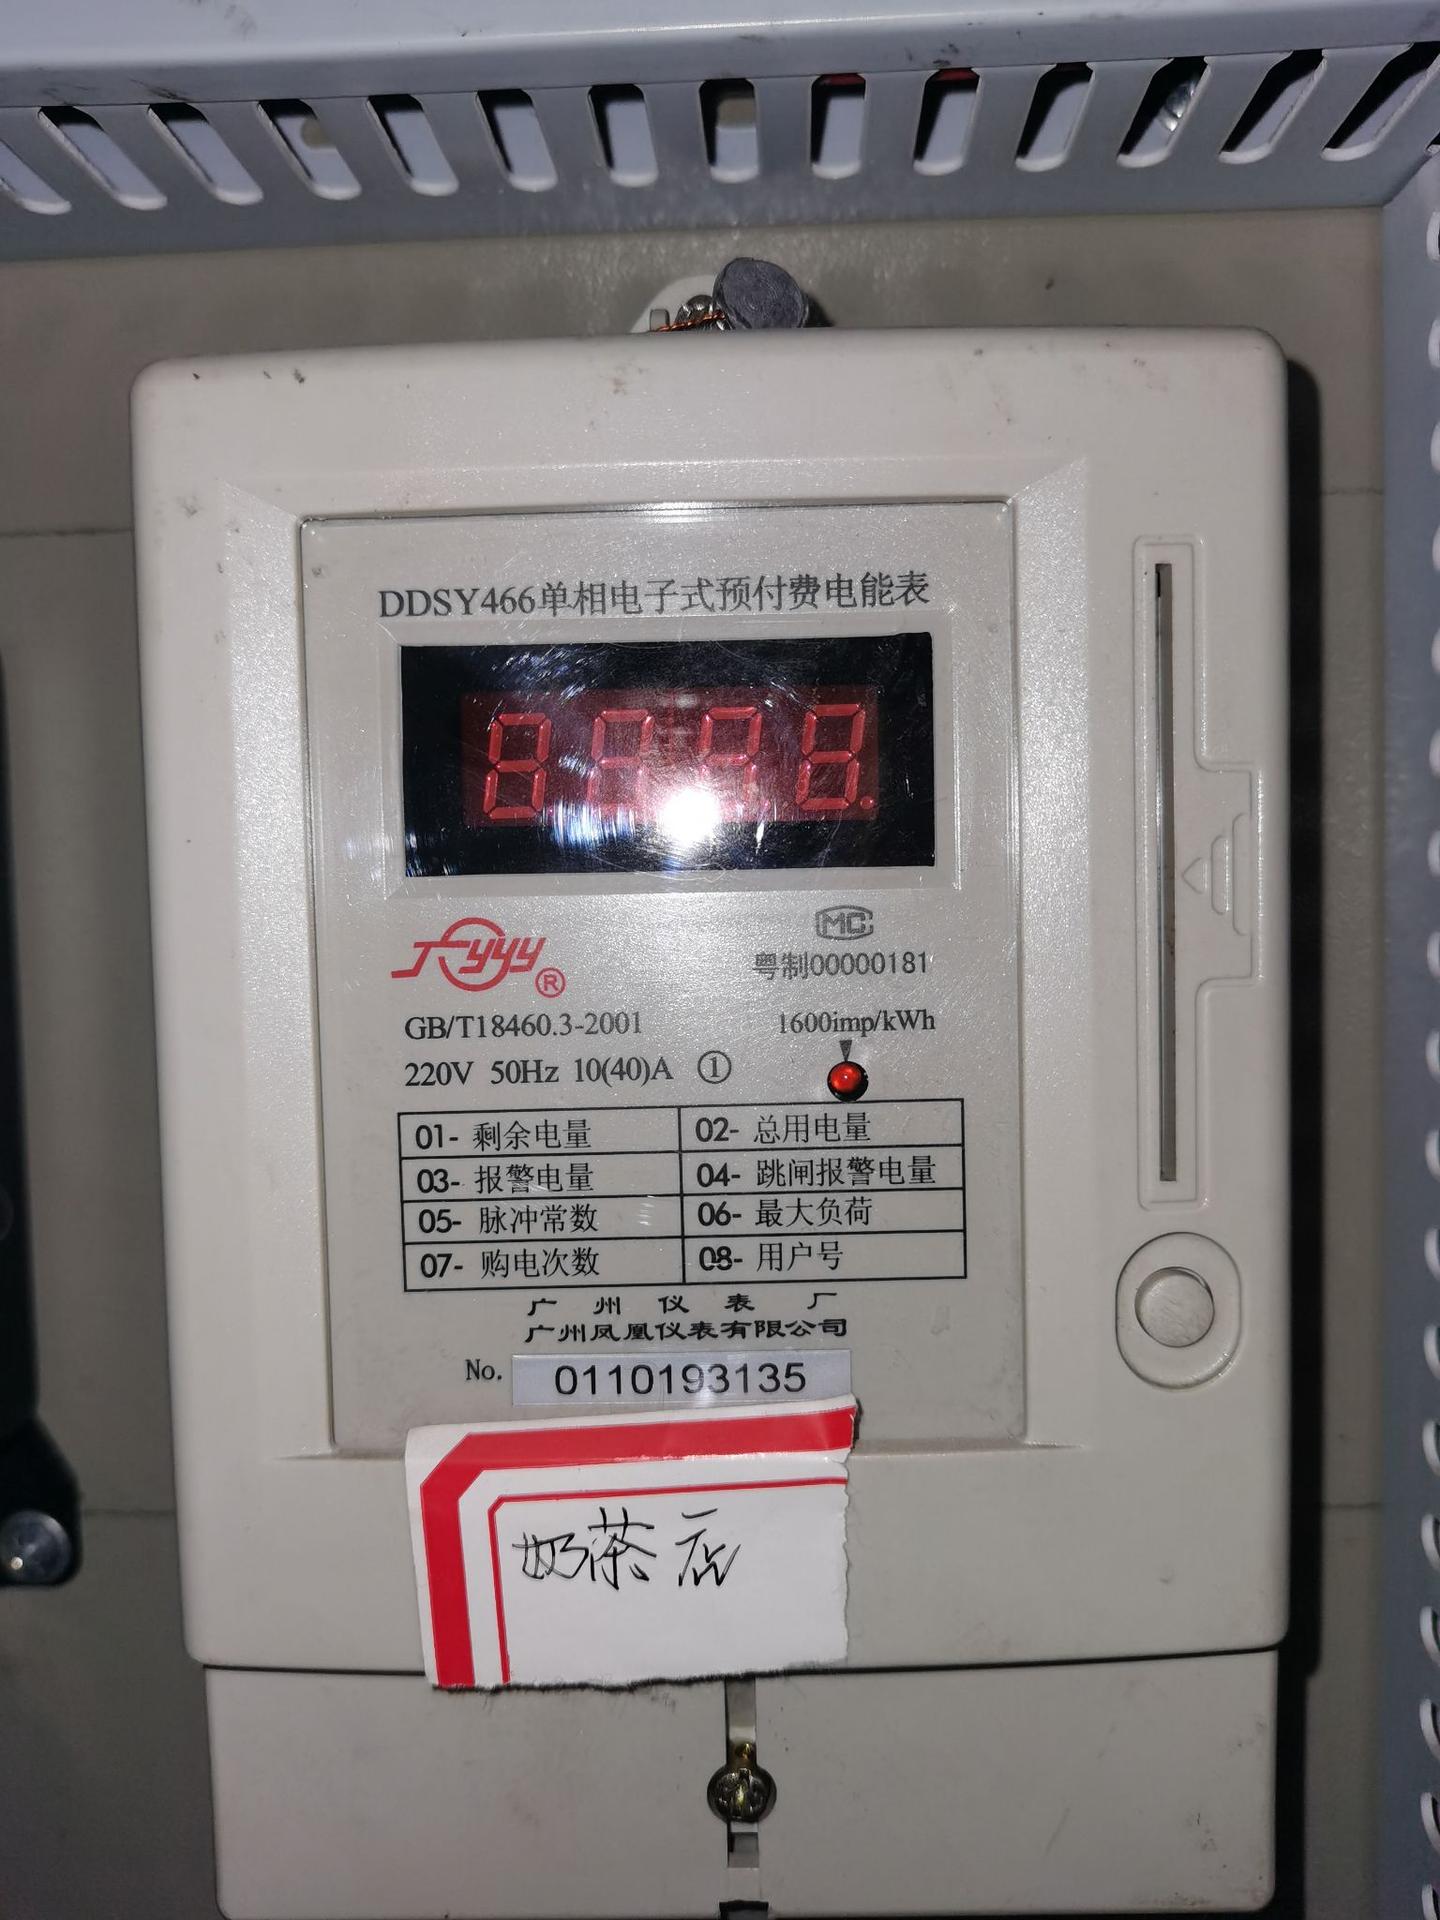 DDSY466单相电子式预付费电能表
MC
粤制00000181
GB/T18460.3-2001
1600imp/kWh
220V 50Hz 10(40)A ①
01- 剩余电量
02- 总用电量
03- 报警电量
04- 跳闸报警电量
05- 脉冲常数
06- 最大负荷
07- 购电次数
08- 用户号
广州仪表厂
广州凤凰仪表有限公司
No. 0110193135
奶茶店